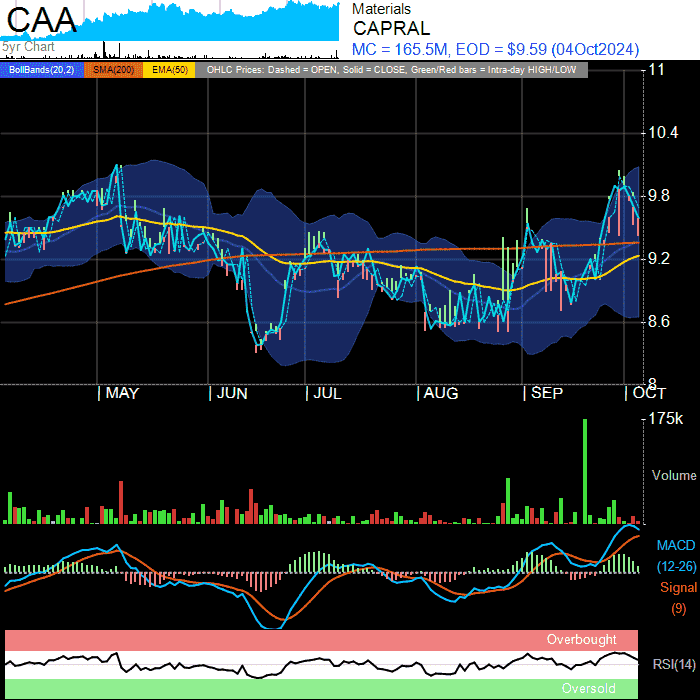 CAA
5yr Chart
Materials
CAPRAL
MC = 165.5M, EOD = $9.59 (04Oct2024)
BollBands(20,2) SMA(200) EMA(50) OHLC Prices: Dashed = OPEN, Solid = CLOSE, Green/Red bars = Intra-day HIGH/LOW
11
10.4
9.8
9.2
8.6
8
MAY JUN JUL AUG SEP OCT
175k
Volume
MACD
(12-26)
Signal
(9)
Overbought
RSI(14)
Oversold